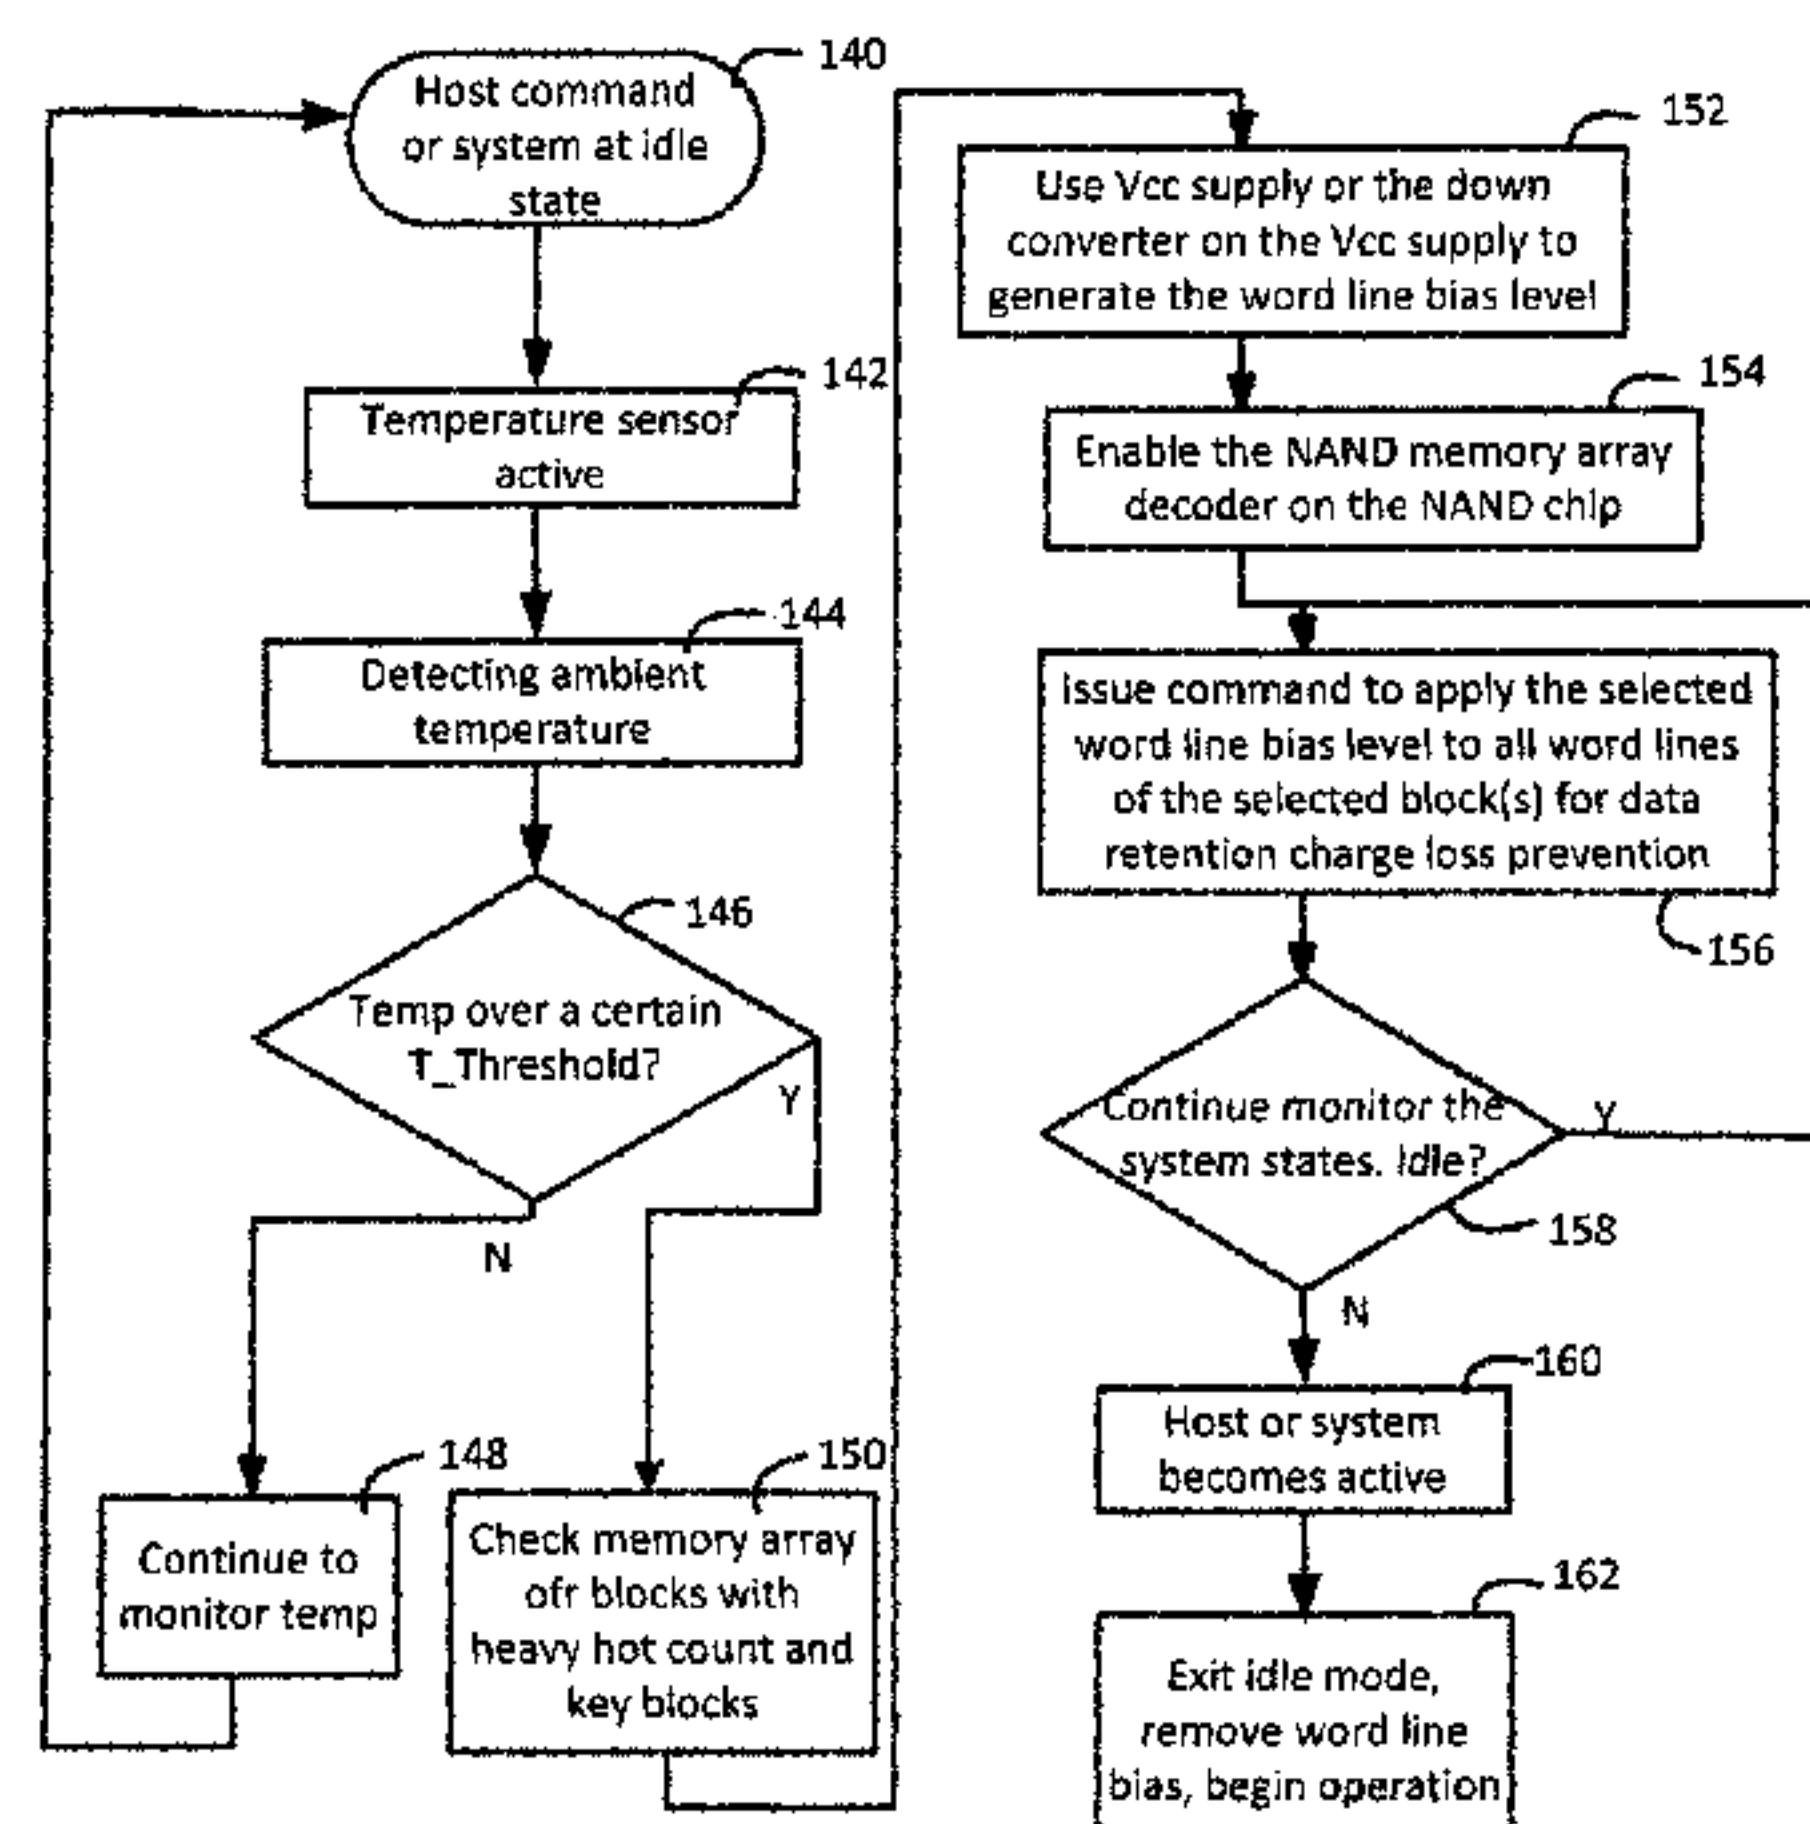 140
Host command
or system at idle
state
142
Temperature sensor
active
144
Detecting ambient
temperature
146
Temp over a certain
T_Threshold?
Y
N
148
Continue to
monitor temp
150
Check memory array
ofr blocks with
heavy hot count and
key blocks
152
Use Vcc supply or the down
converter on the Vcc supply to
generate the word line bias level
154
Enable the NAND memory array
decoder on the NAND chip
Issue command to apply the selected
word line bias level to all word lines
of the selected block(s) for data
retention charge loss prevention
156
Continue monitor the
system states. Idle?
Y
158
N
160
Host or system
becomes active
162
Exit idle mode,
remove word line
bias, begin operation